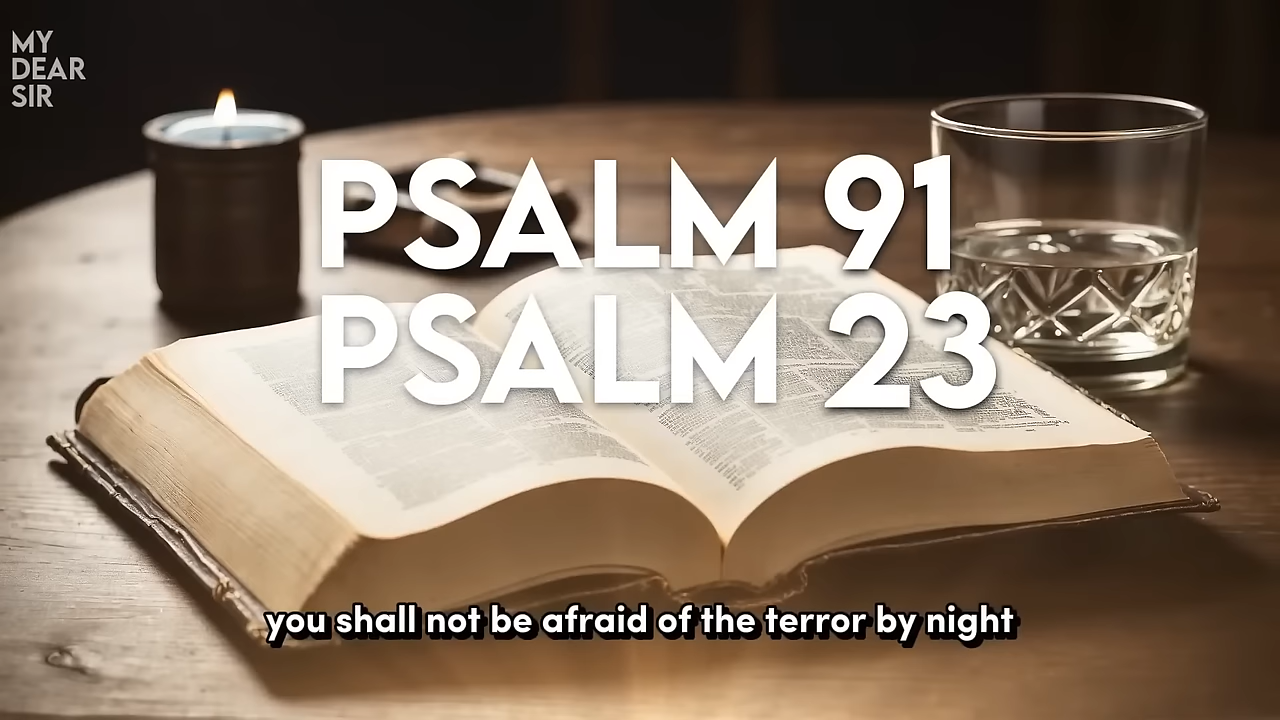 MY
DEAR
SIR
PSALM 91
PSALM 23
you shall not be afraid of the terror by night